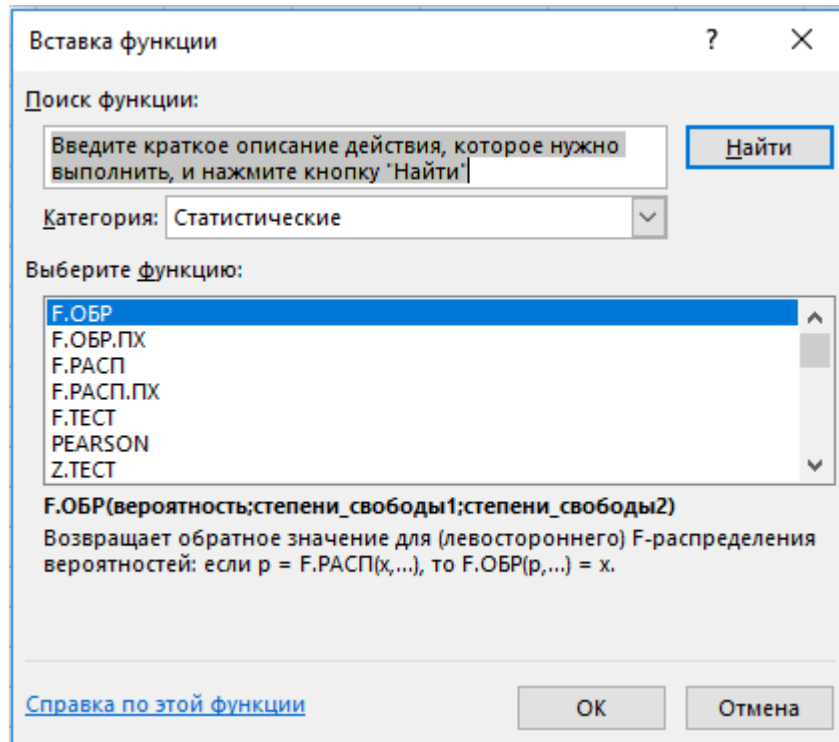 Вставка функции
?
Поиск функции:
Введите краткое описание действия, которое нужно
выполнить, и нажмите кнопку "Найти"
Найти
Категория: Статистические
Выберите функцию:
F.ОБР
F.ОБР.ПХ
F.РАСП
F.РАСП.ПХ
F.ТЕСТ
PEARSON
Z.ТЕСТ
F.ОБР(вероятность;степени_свободы1;степени_свободы2)
Возвращает обратное значение для (левостороннего) F-распределения
вероятностей: если p = F.РАСП(x,...), то F.ОБР(p,...) = x.
Справка по этой функции
ОК
Отмена